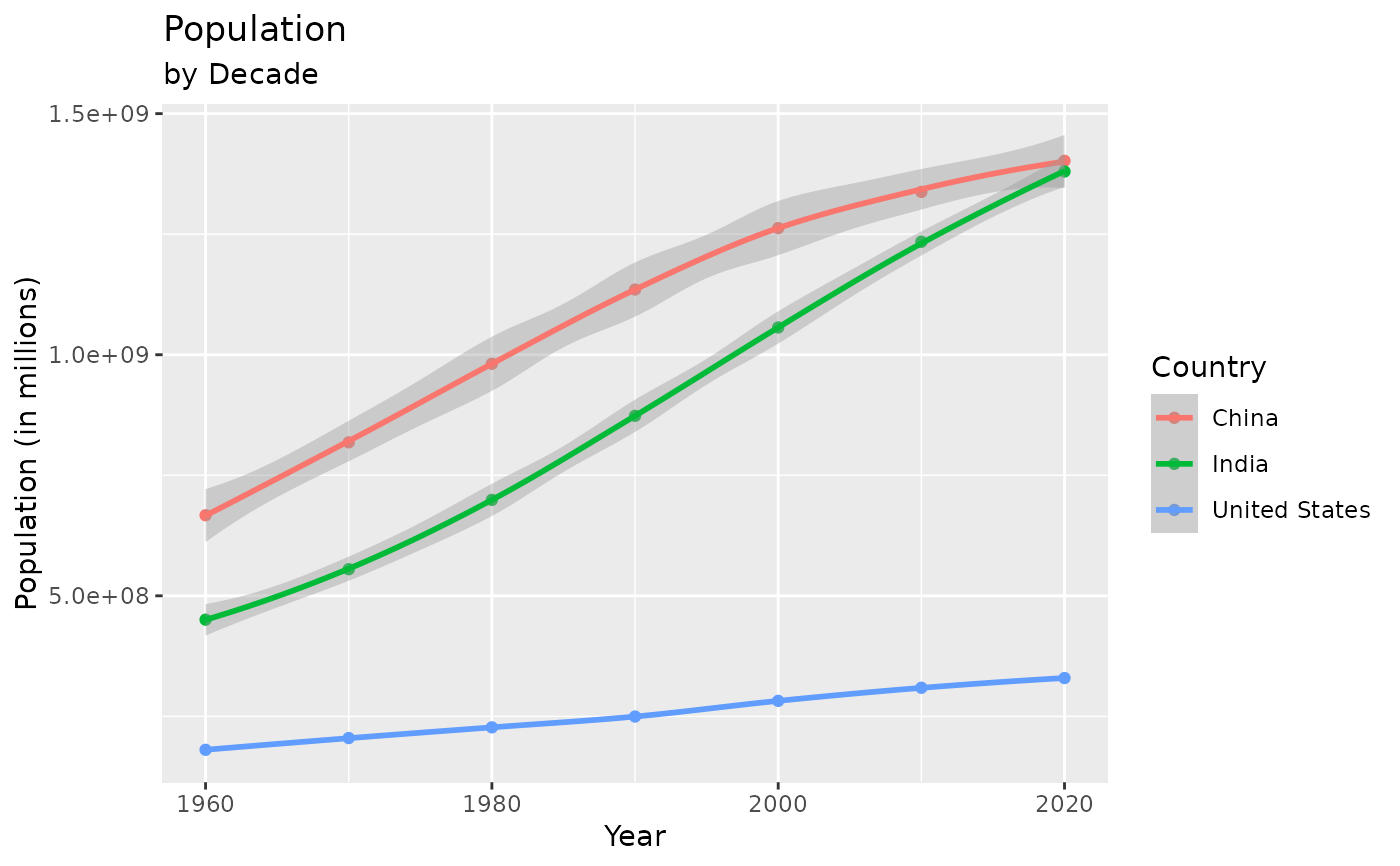 Population
by Decade
1.5e+09
1.0e+09
5.0e+08
Population (in millions)
1960
1980
2000
2020
Year
Country
China
India
United States